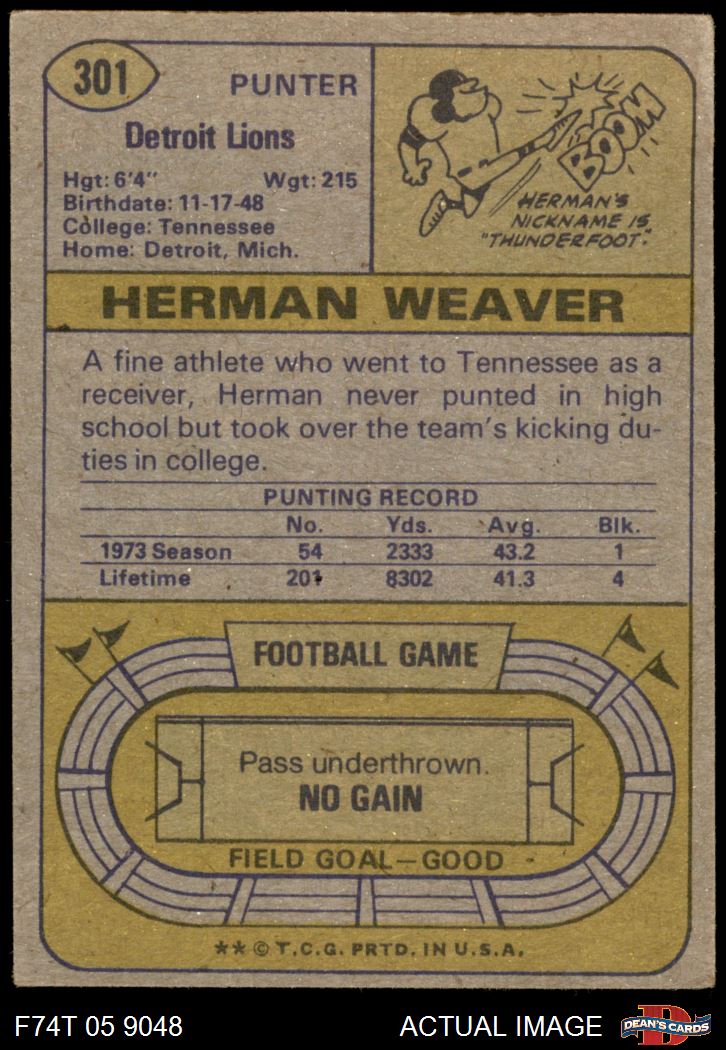 301
PUNTER
Detroit Lions
Hgt: 6'4" Wgt: 215
Birthdate: 11-17-48
College: Tennessee
Home: Detroit, Mich.
BOOM
HERMAN'S
NICKNAME IS
"THUNDERFOOT."
HERMAN WEAVER
A fine athlete who went to Tennessee as a
receiver, Herman never punted in high
school but took over the team's kicking du-
ties in college.
PUNTING RECORD
No. Yds. Avg. Blk.
1973 Season 54 2333 43.2 1
Lifetime 201 8302 41.3 4
FOOTBALL GAME
Pass underthrown.
NO GAIN
FIELD GOAL—GOOD
** © T.C.G. PRTD. IN U.S.A.
F74T 05 9048 ACTUAL IMAGE
D
DEAN'S CARDS